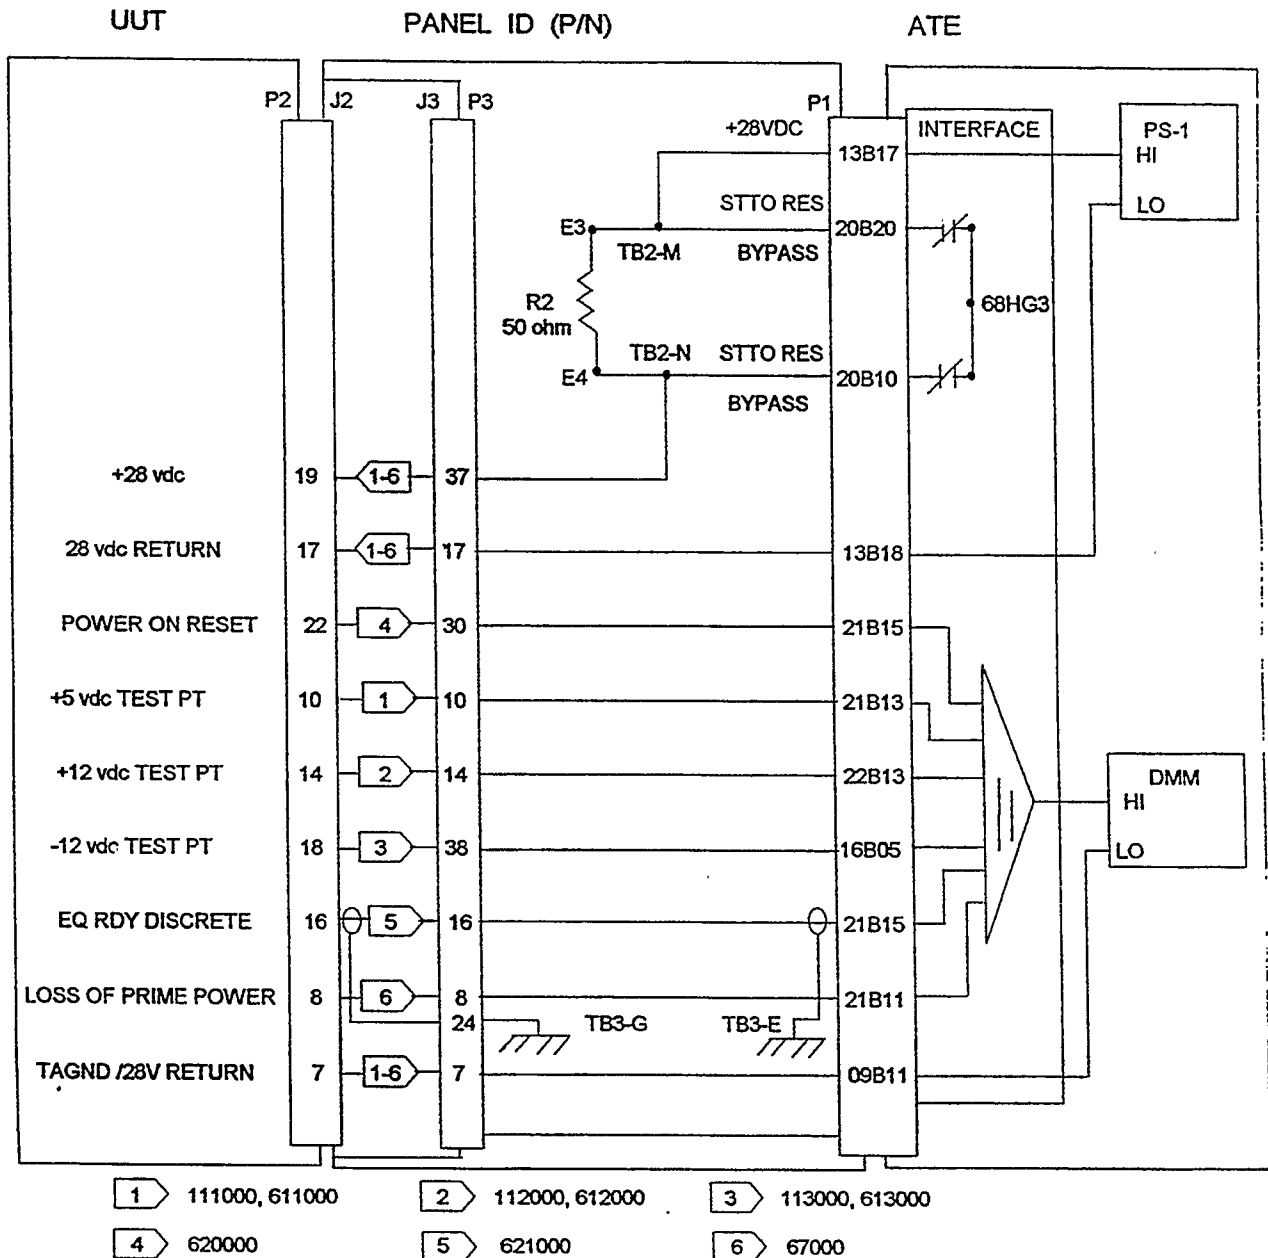 UUT PANEL ID (P/N) ATE
P2 J2 J3 P3 P1
+28VDC INTERFACE PS-1
13B17 HI
STTO RES LO
E3 20B20
TB2-M BYPASS
R2 68HG3
50 ohm
TB2-N STTO RES
E4 20B10
BYPASS
+28 vdc 19 1-6 37
28 vdc RETURN 17 1-6 17 13B18
POWER ON RESET 22 4 30 21B15
+5 vdc TEST PT 10 1 10 21B13
+12 vdc TEST PT 14 2 14 22B13 DMM
HI
-12 vdc TEST PT 18 3 38 16B05 LO
EQ RDY DISCRETE 16 5 16 21B15
LOSS OF PRIME POWER 8 6 8 21B11
24 TB3-G TB3-E
TAGND /28V RETURN 7 1-6 7 09B11
1 111000, 611000 2 112000, 612000 3 113000, 613000
4 620000 5 621000 6 67000